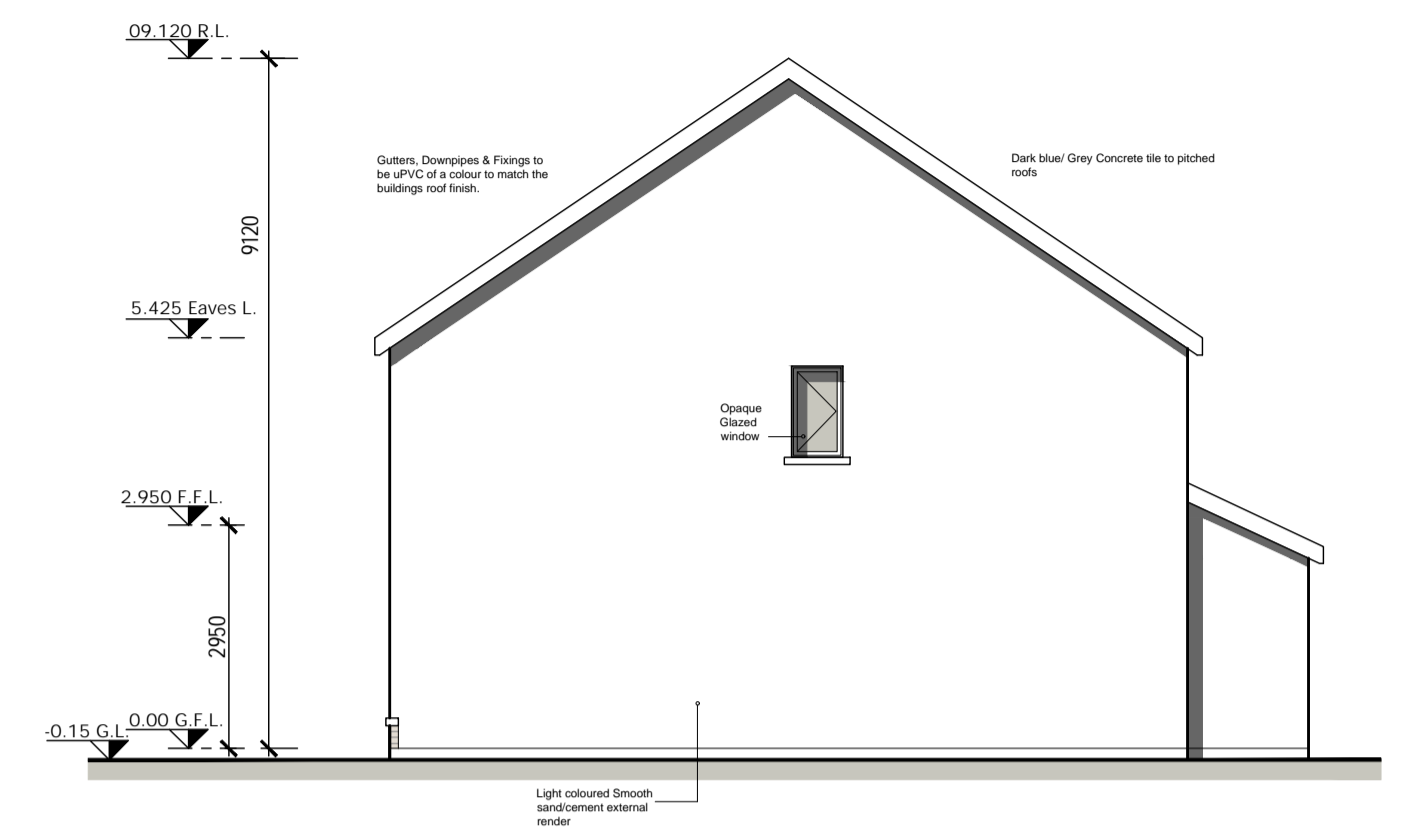 09.120 R.L.
Gutters, Downpipes & Fixings to
be uPVC of a colour to match the
buildings roof finish.
Dark blue/ Grey Concrete tile to pitched
roofs
9120
5.425 Eaves L.
Opaque
Glazed
window
2.950 F.F.L.
2950
0.00 G.F.L.
-0.15 G.L.
Light coloured Smooth
sand/cement external
render